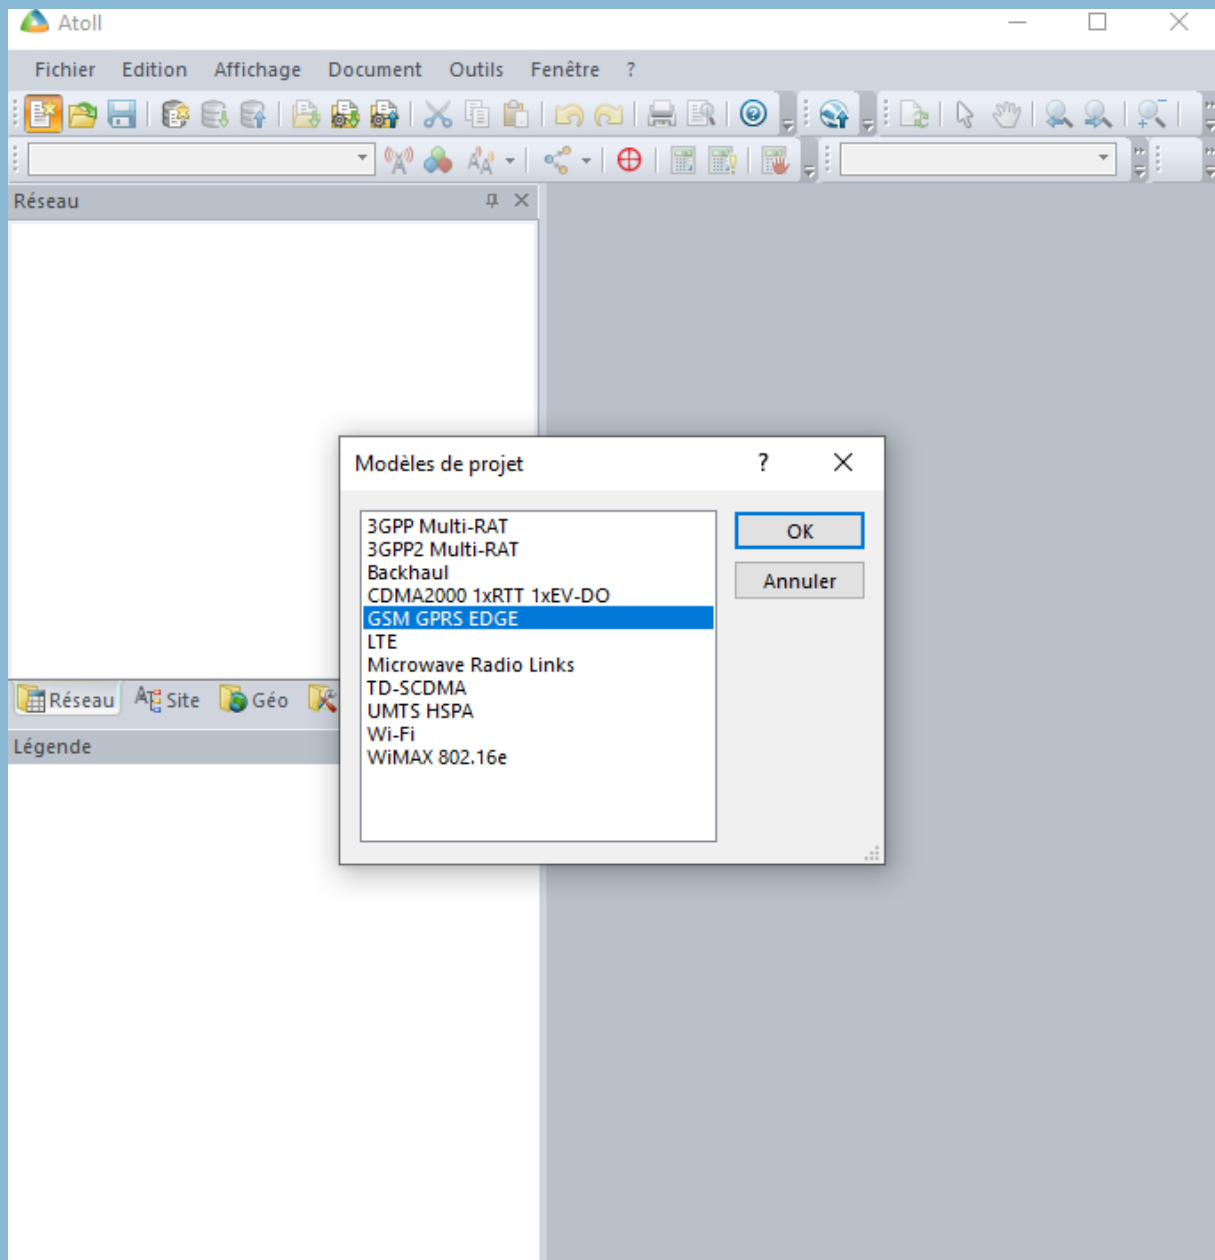 Atoll
Fichier Edition Affichage Document Outils Fenêtre ?
Réseau
Modèles de projet ?
3GPP Multi-RAT
OK
3GPP2 Multi-RAT
Backhaul
Annuler
CDMA2000 1xRTT 1xEV-DO
GSM GPRS EDGE
LTE
Microwave Radio Links
TD-SCDMA
UMTS HSPA
Wi-Fi
WiMAX 802.16e
Réseau Site Géo
Légende